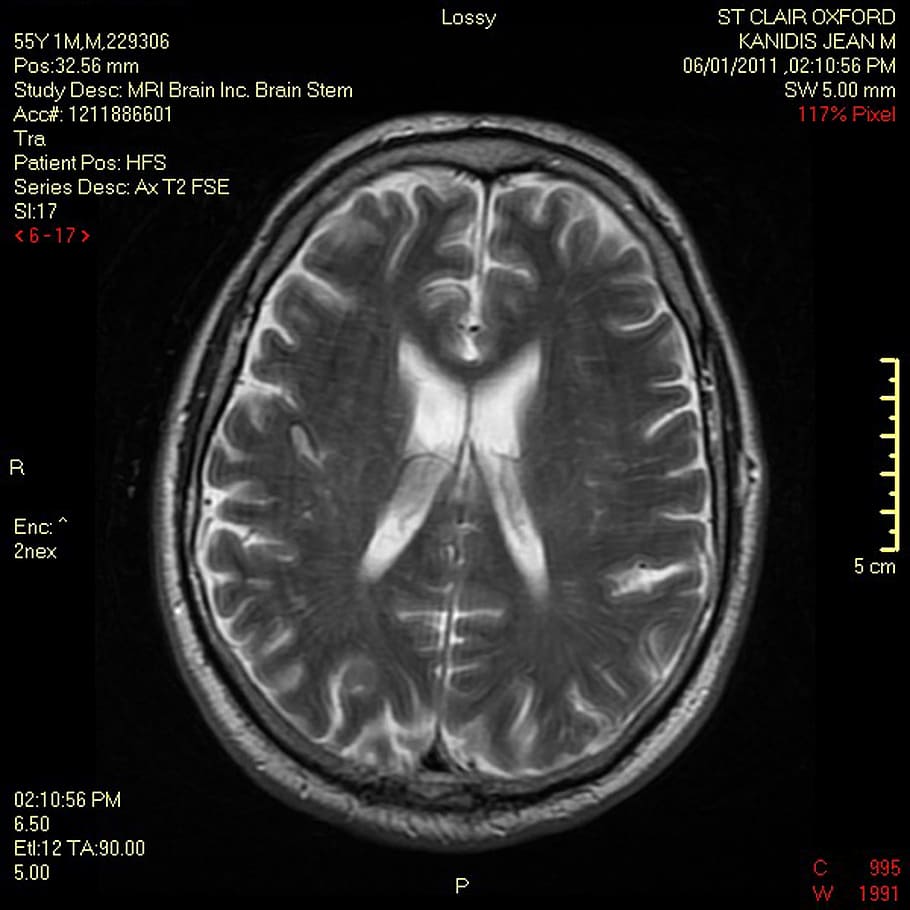 Lossy
55Y 1M,M,229306
Pos:32.56 mm
Study Desc: MRI Brain Inc. Brain Stem
Acc#: 1211886601
Tra
Patient Pos: HFS
Series Desc: Ax T2 FSE
SI:17
< 6 - 17 >
ST CLAIR OXFORD
KANIDIS JEAN M
06/01/2011 ,02:10:56 PM
SW 5.00 mm
117% Pixel
R
Enc: ^
2nex
5 cm
02:10:56 PM
6.50
Etl:12 TA:90.00
5.00
P
C 995
W 1991